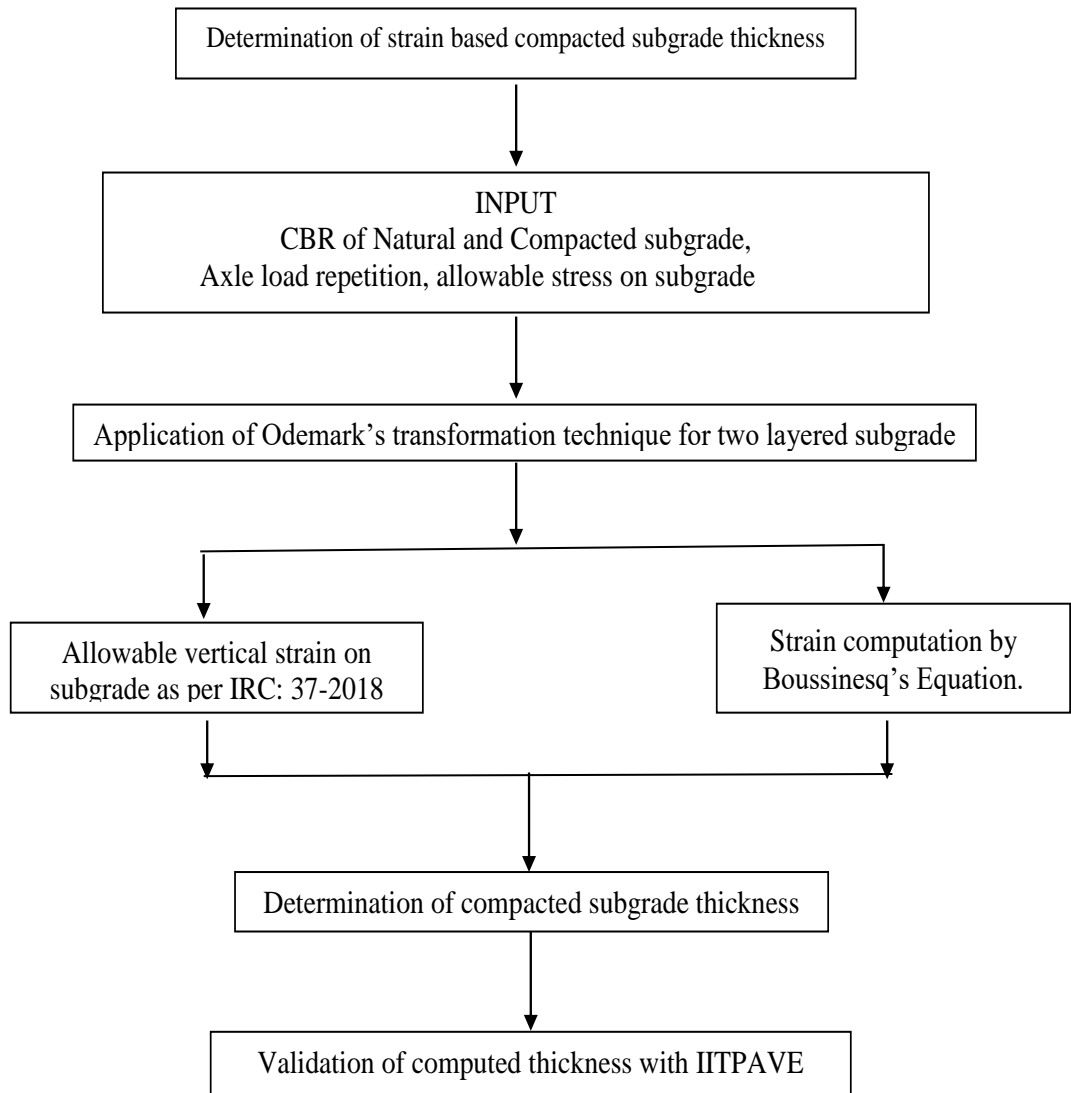 Determination of strain based compacted subgrade thickness
INPUT
CBR of Natural and Compacted subgrade,
Axle load repetition, allowable stress on subgrade
Application of Odemark’s transformation technique for two layered subgrade
Allowable vertical strain on
subgrade as per IRC: 37-2018
Strain computation by
Boussinesq’s Equation.
Determination of compacted subgrade thickness
Validation of computed thickness with IITPAVE